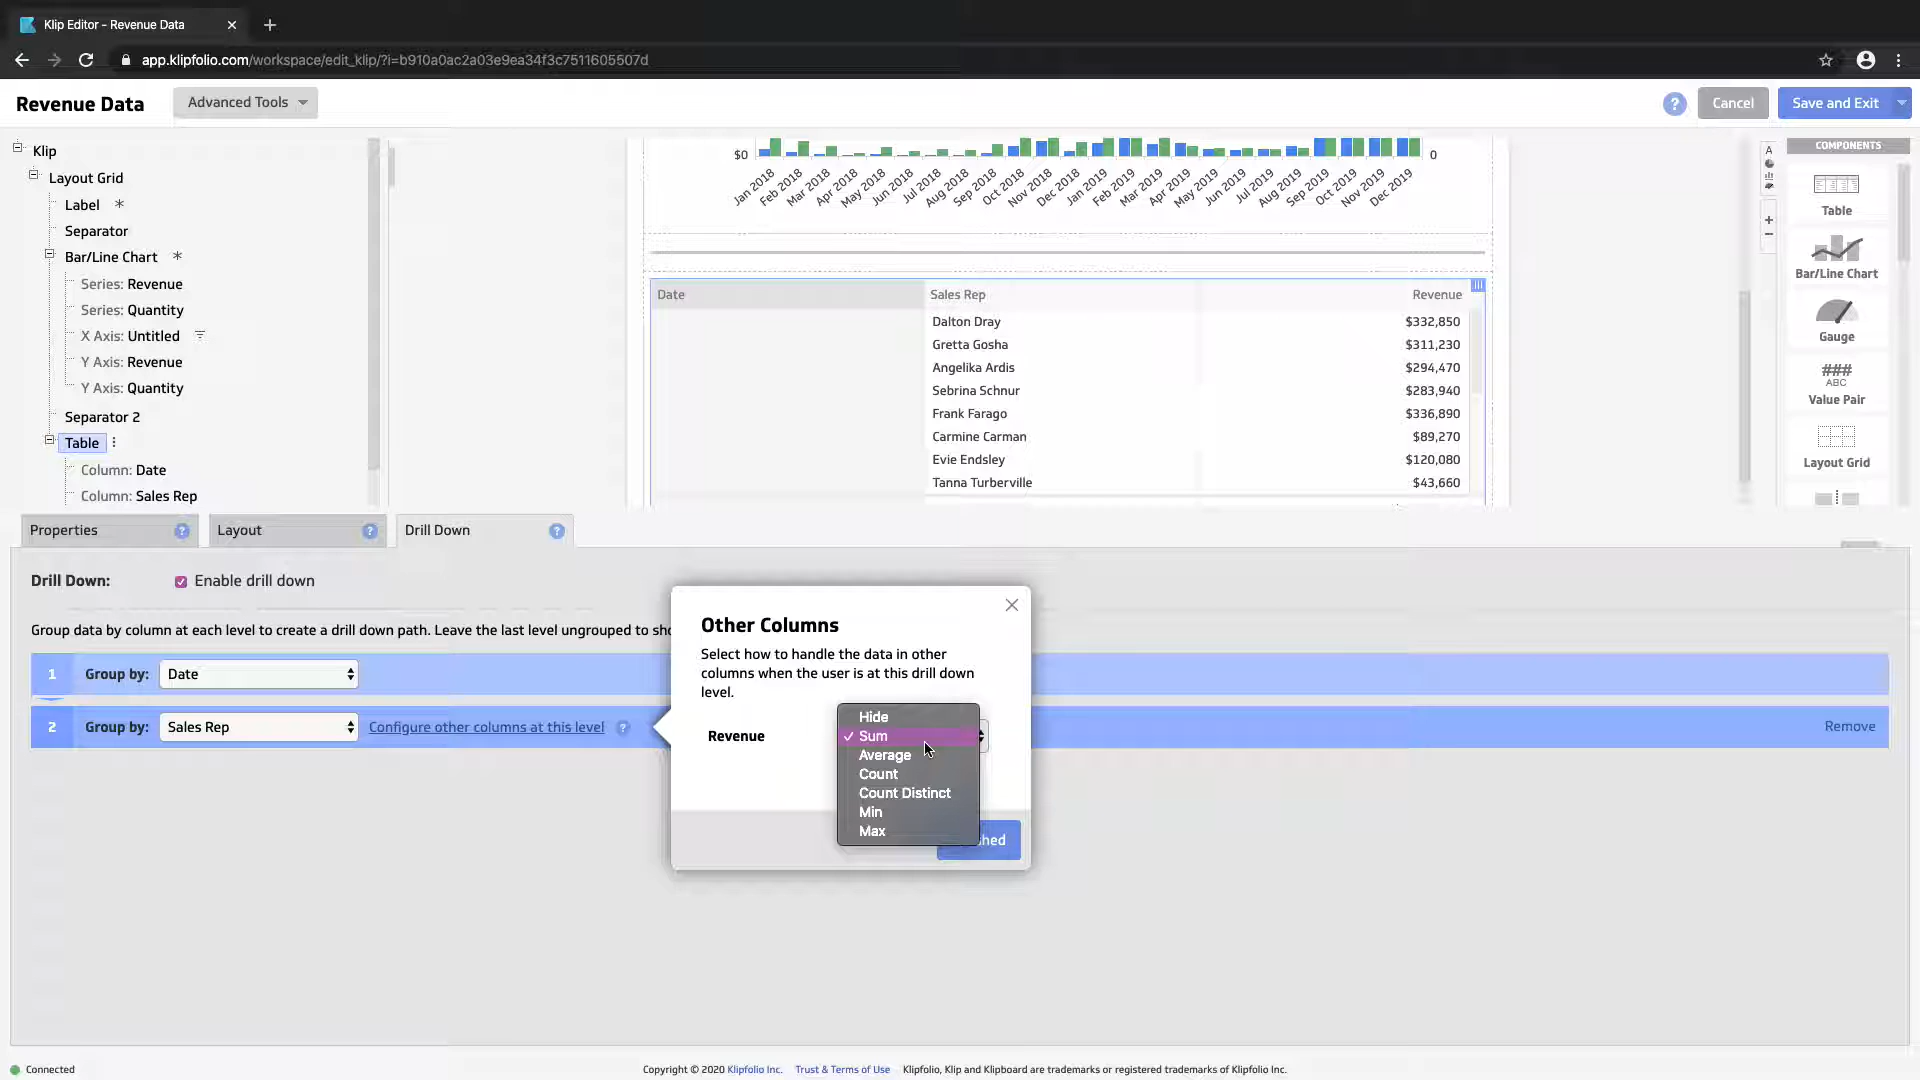 Klip Editor - Revenue Data
app.klipfolio.com/workspace/edit_klip/?i=b910a0ac2a03e9ea34f3c7511605507d
Revenue Data
Advanced Tools
?
Cancel
Save and Exit
Klip
Layout Grid
Label *
Separator
Bar/Line Chart *
Series: Revenue
Series: Quantity
X Axis: Untitled
Y Axis: Revenue
Y Axis: Quantity
Separator 2
Table
Column: Date
Column: Sales Rep
$0
0
Jan 2018
Feb 2018
Mar 2018
Apr 2018
May 2018
Jun 2018
Jul 2018
Aug 2018
Sep 2018
Oct 2018
Nov 2018
Dec 2018
Jan 2019
Feb 2019
Mar 2019
Apr 2019
May 2019
Jun 2019
Jul 2019
Aug 2019
Sep 2019
Oct 2019
Nov 2019
Dec 2019
Date Sales Rep Revenue
Dalton Dray $332,850
Gretta Gosha $311,230
Angelika Ardis $294,470
Sebrina Schnur $283,940
Frank Farago $336,890
Carmine Carman $89,270
Evie Endsley $120,080
Tanna Turberville $43,660
A
COMPONENTS
Table
Bar/Line Chart
Gauge
###
ABC
Value Pair
Layout Grid
Properties ?
Layout ?
Drill Down ?
Drill Down: Enable drill down
Group data by column at each level to create a drill down path. Leave the last level ungrouped to sho
1 Group by: Date
2 Group by: Sales Rep Configure other columns at this level ? Remove
Other Columns
Select how to handle the data in other
columns when the user is at this drill down
level.
Revenue
Hide
✓ Sum
Average
Count
Count Distinct
Min
Max
hed
Connected
Copyright © 2020 Klipfolio Inc. Trust & Terms of Use Klipfolio, Klip and Klipboard are trademarks or registered trademarks of Klipfolio Inc.